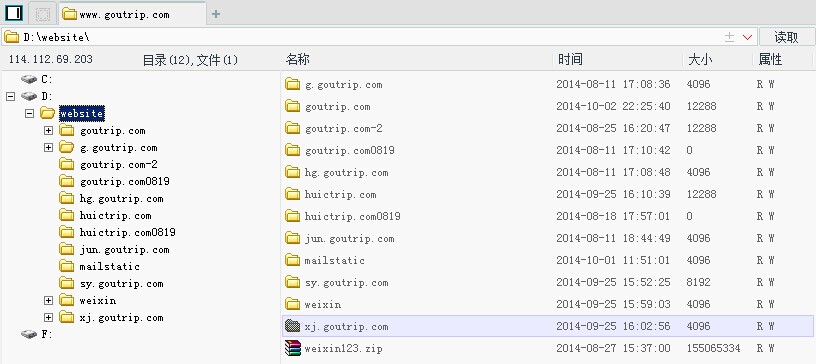 www.goutrip.com +
D:\website\ 读取
114.112.69.203 目录(12),文件(1) 名称 时间 大小 属性
C:
D:
website
goutrip.com
g.goutrip.com
goutrip.com-2
goutrip.com0819
hg.goutrip.com
huictrip.com
huictrip.com0819
jun.goutrip.com
mailstatic
sy.goutrip.com
weixin
xj.goutrip.com
F:
g.goutrip.com 2014-08-11 17:08:36 4096 R W
goutrip.com 2014-10-02 22:25:40 12288 R W
goutrip.com-2 2014-08-25 16:20:47 12288 R W
goutrip.com0819 2014-08-11 17:10:42 0 R W
hg.goutrip.com 2014-08-11 17:08:48 4096 R W
huictrip.com 2014-09-25 16:10:39 12288 R W
huictrip.com0819 2014-08-18 17:57:01 0 R W
jun.goutrip.com 2014-08-11 18:44:49 4096 R W
mailstatic 2014-10-01 11:51:01 4096 R W
sy.goutrip.com 2014-09-25 15:52:25 8192 R W
weixin 2014-09-25 15:59:03 4096 R W
xj.goutrip.com 2014-09-25 16:02:56 4096 R W
weixin123.zip 2014-08-27 15:37:00 155065334 R W